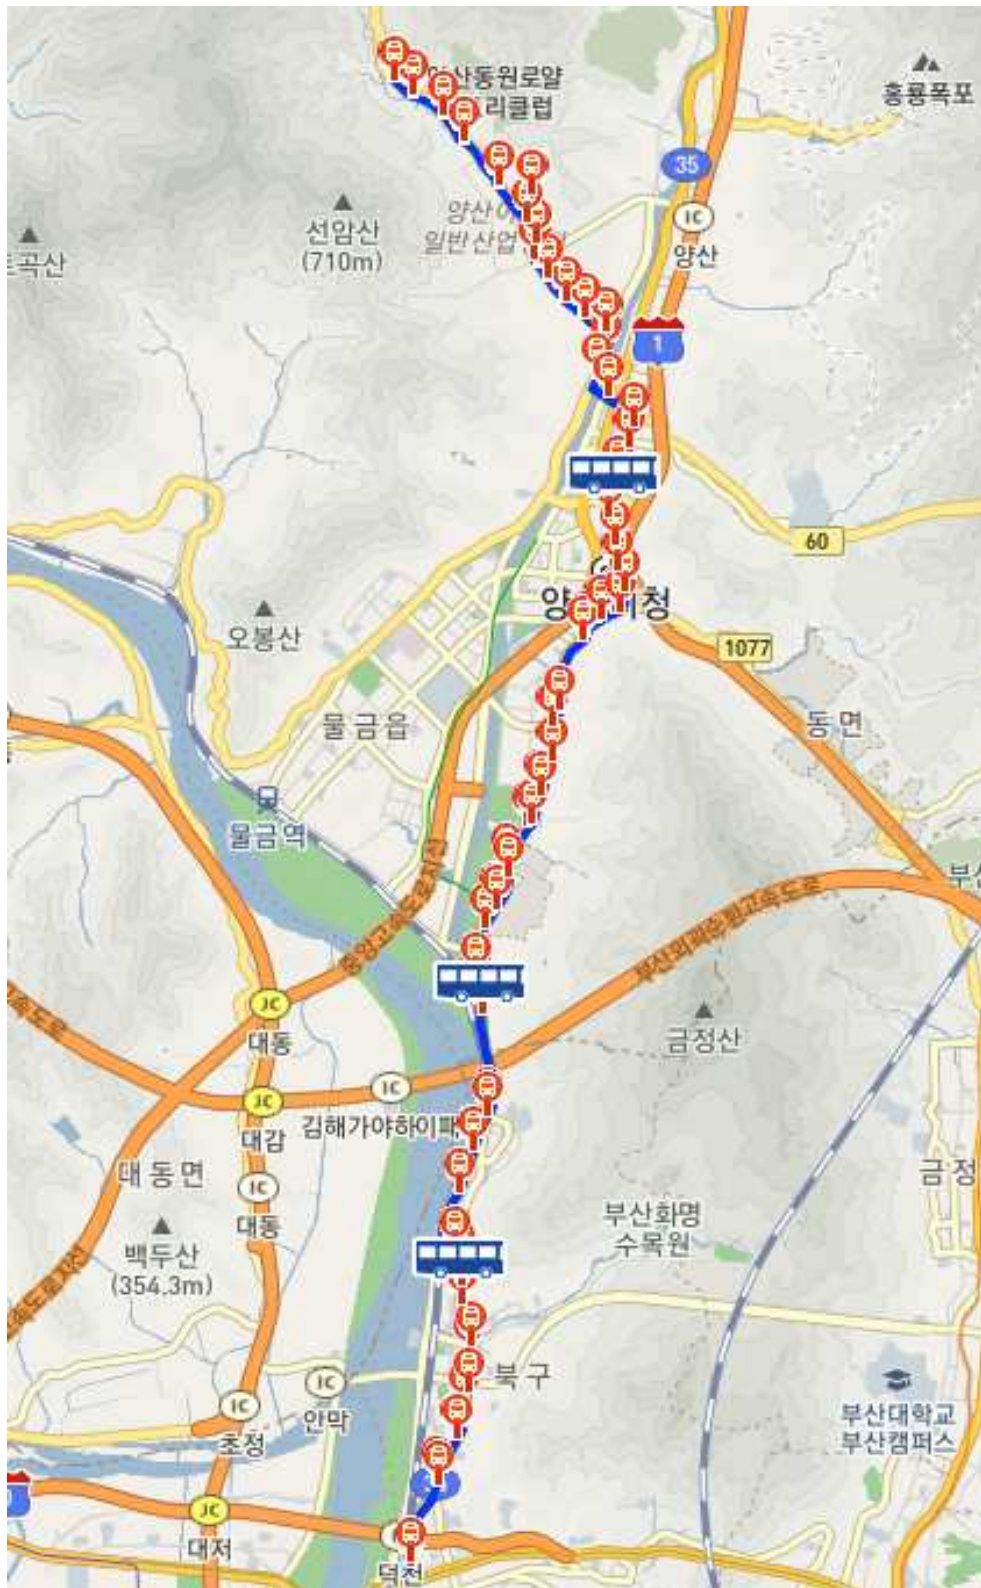 산동원로얄
리클럽
홍룡폭포
35
IC
양산
선암산
(710m)
양산
일반산업
곡산
1
60
오봉산
1077
물금읍
동면
물금역
부산외곽순환고속도로
JC
대동
금정산
IC
김해가야하이패
JC
대감
대동면
IC
대동
금정
부산화명
수목원
백두산
(354.3m)
북구
IC
안막
IC
초정
부산대학교
부산캠퍼스
JC
대저
덕천